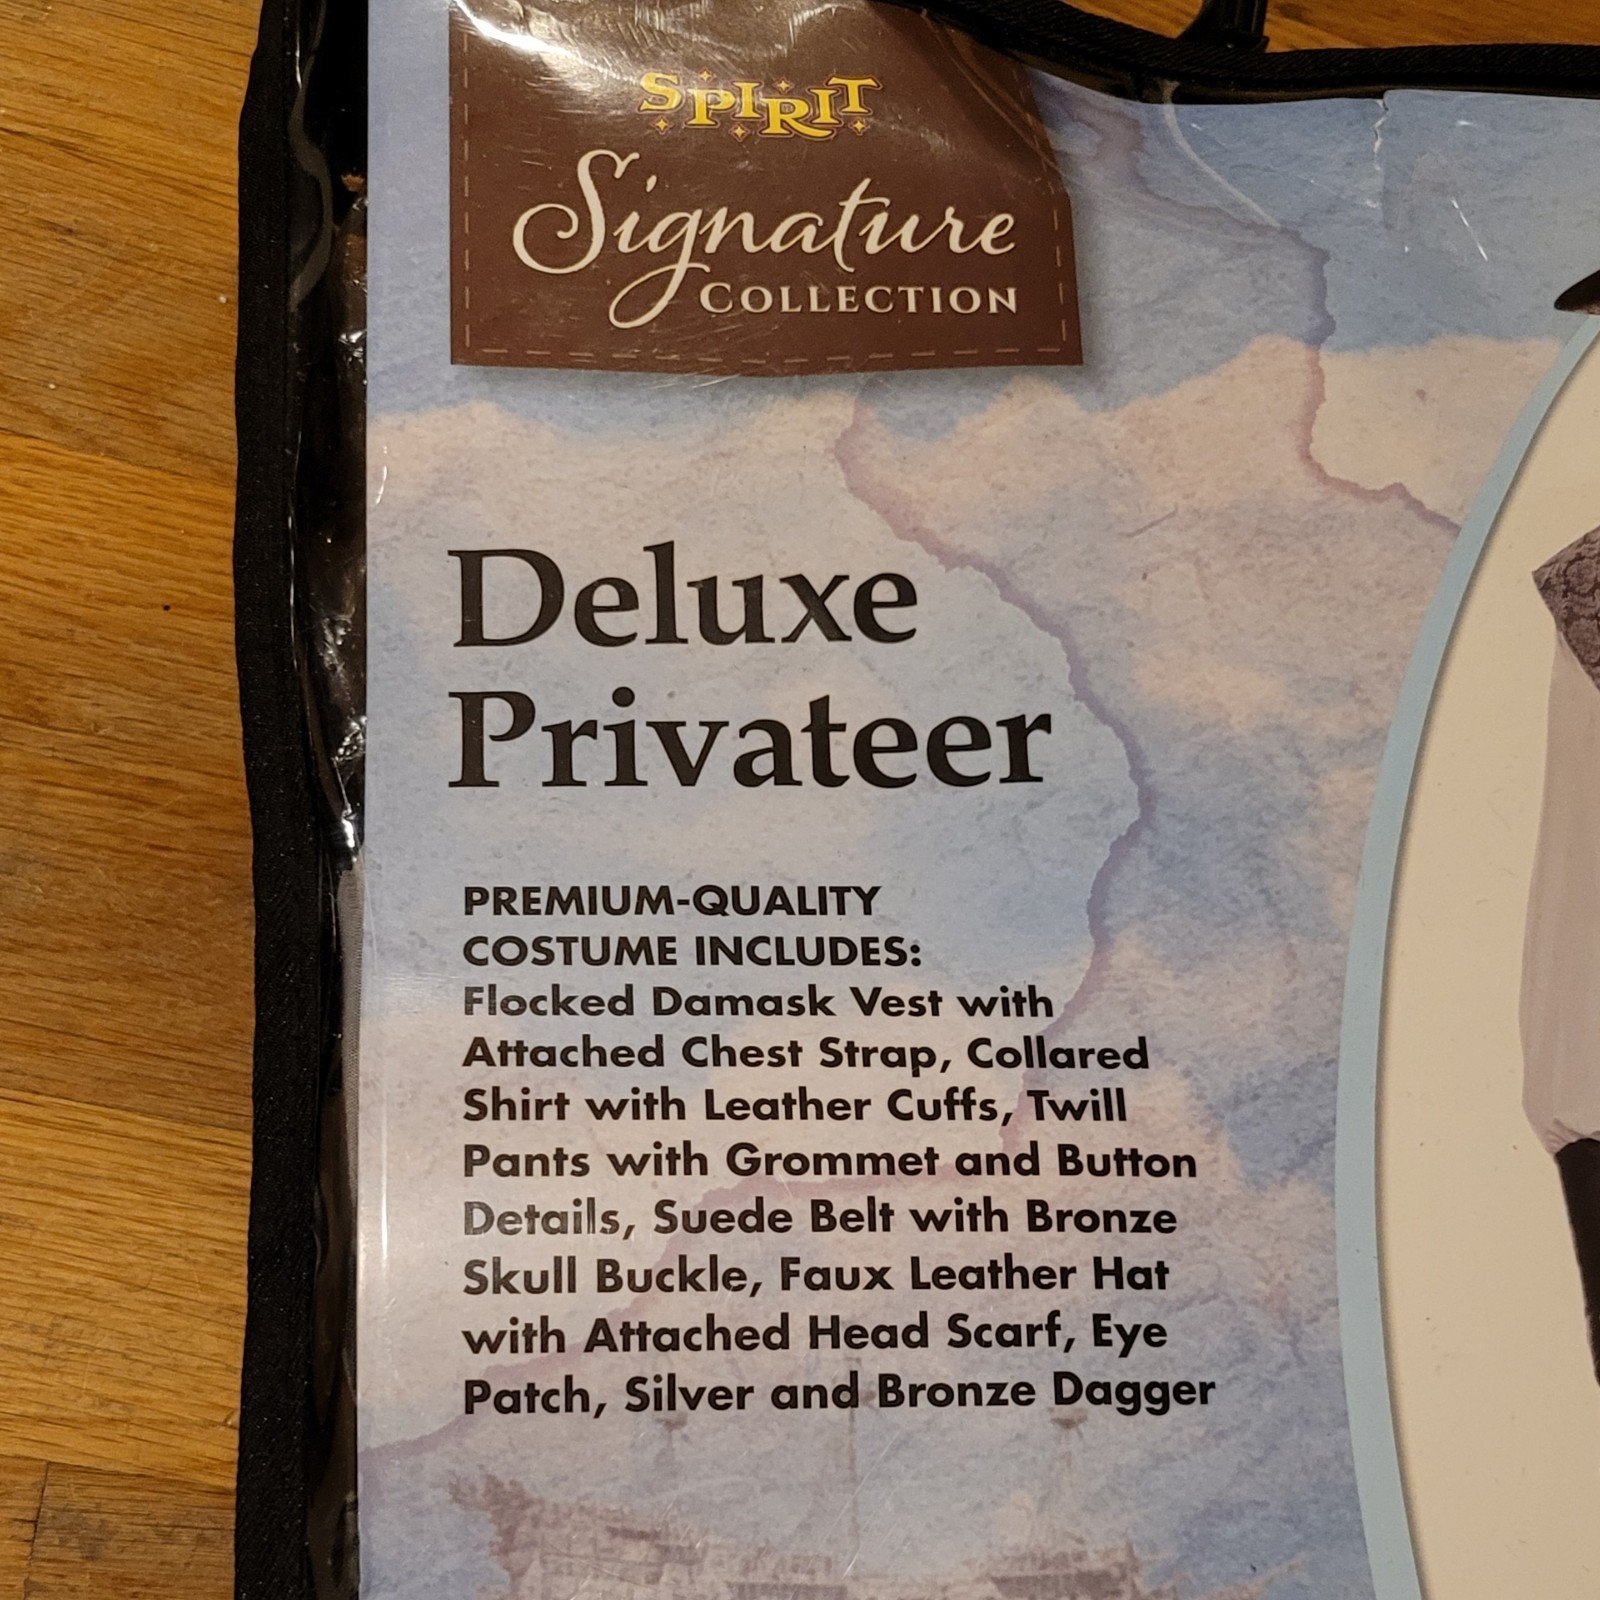 SPIRIT
Signature
COLLECTION
Deluxe
Privateer
PREMIUM-QUALITY
COSTUME INCLUDES:
Flocked Damask Vest with
Attached Chest Strap, Collared
Shirt with Leather Cuffs, Twill
Pants with Grommet and Button
Details, Suede Belt with Bronze
Skull Buckle, Faux Leather Hat
with Attached Head Scarf, Eye
Patch, Silver and Bronze Dagger